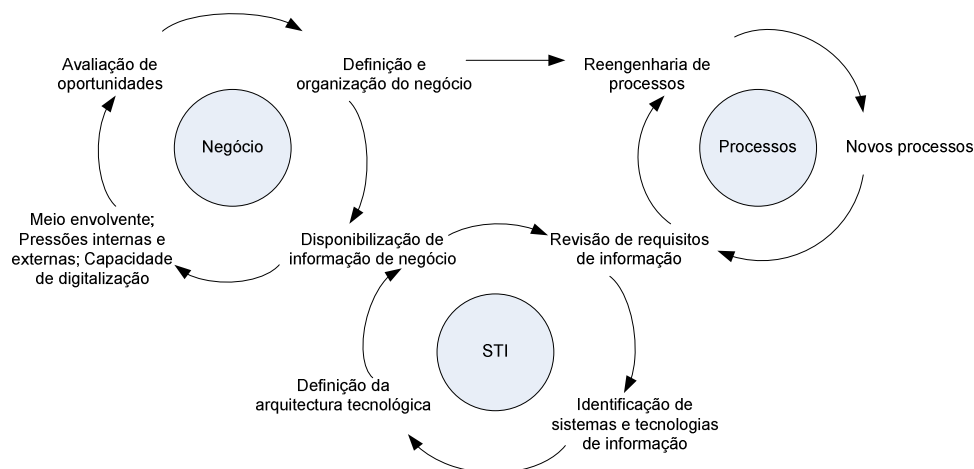 Avaliação de
oportunidades
Definição e
organização do negócio
Reengenharia de
processos
Negócio
Processos
Novos processos
Meio envolvente;
Pressões internas e
externas; Capacidade
de digitalização
Disponibilização de
informação de negócio
Revisão de requisitos
de informação
STI
Definição da
arquitectura tecnológica
Identificação de
sistemas e tecnologias
de informação